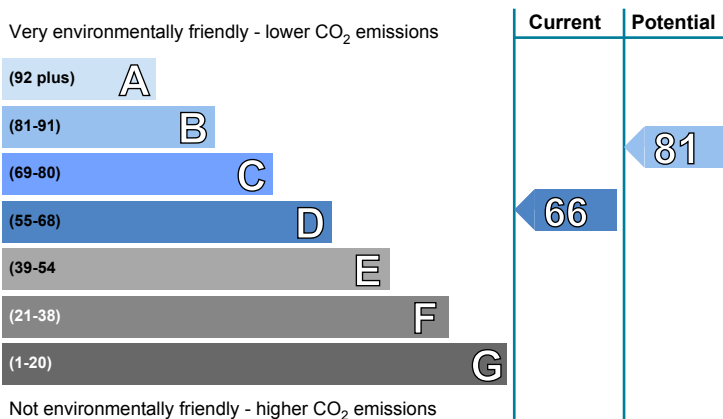 Current Potential
Very environmentally friendly - lower CO2 emissions
(92 plus) A
(81-91) B
81
(69-80) C
(55-68) D
66
(39-54 E
(21-38) F
(1-20) G
Not environmentally friendly - higher CO2 emissions